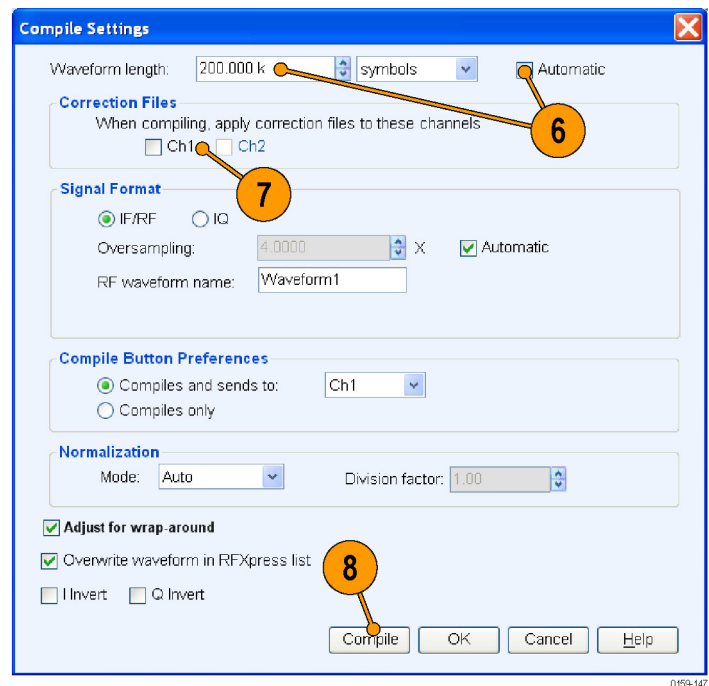 Compile Settings
Waveform length: 200.000 k symbols Automatic
6
Correction Files
When compiling, apply correction files to these channels
Ch1 Ch2
7
Signal Format
IF/RF IQ
Oversampling: 4.0000 X Automatic
RF waveform name: Waveform1
Compile Button Preferences
Compiles and sends to: Ch1
Compiles only
Normalization
Mode: Auto Division factor: 1.00
Adjust for wrap-around
Overwrite waveform in RFXpress list
8
I Invert Q Invert
Compile OK Cancel Help
0159-147